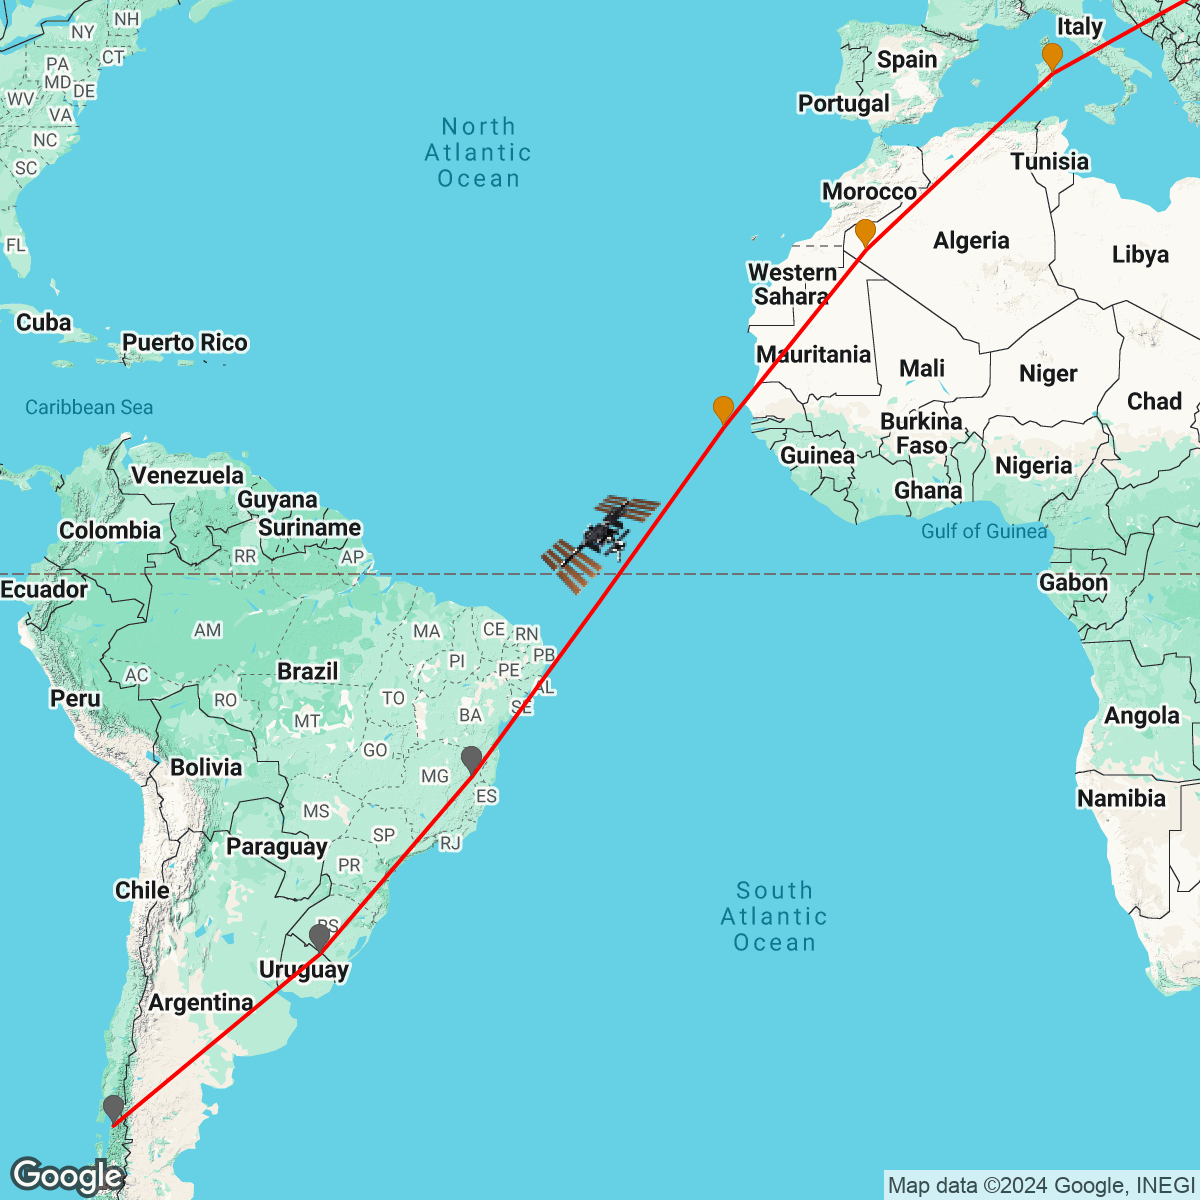 NH
NY
CT
PA
MD
DE
WV
VA
NC
SC
FL
Italy
Spain
Portugal
North
Atlantic
Ocean
Tunisia
Morocco
Algeria
Libya
Western
Sahara
Cuba
Puerto Rico
Mauritania
Mali
Niger
Chad
Caribbean Sea
Burkina
Faso
Guinea
Nigeria
Ghana
Venezuela
Guyana
Suriname
Colombia
Gulf of Guinea
RR
AP
Ecuador
Gabon
AM
MA
CE
RN
PB
PI
PE
AL
Brazil
AC
RO
TO
SE
Peru
MT
BA
Angola
GO
Bolivia
MG
ES
Namibia
MS
SP
RJ
Paraguay
PR
Chile
South
Atlantic
Ocean
RS
Uruguay
Argentina
Google
Map data ©2024 Google, INEGI